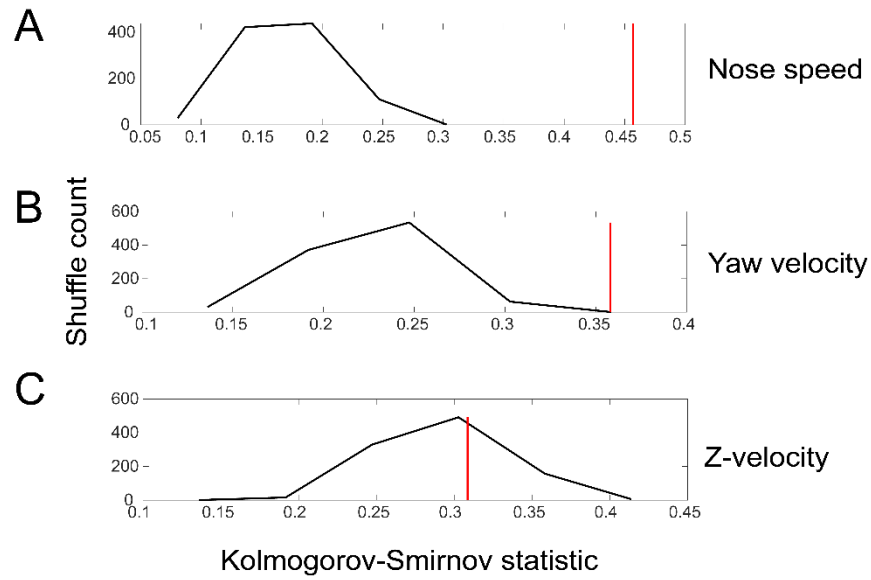 A
400
200
0
0.05 0.1 0.15 0.2 0.25 0.3 0.35 0.4 0.45 0.5
Nose speed
B
600
400
200
0
0.1 0.15 0.2 0.25 0.3 0.35 0.4
Yaw velocity
Shuffle count
C
600
400
200
0
0.1 0.15 0.2 0.25 0.3 0.35 0.4 0.45
Z-velocity
Kolmogorov-Smirnov statistic